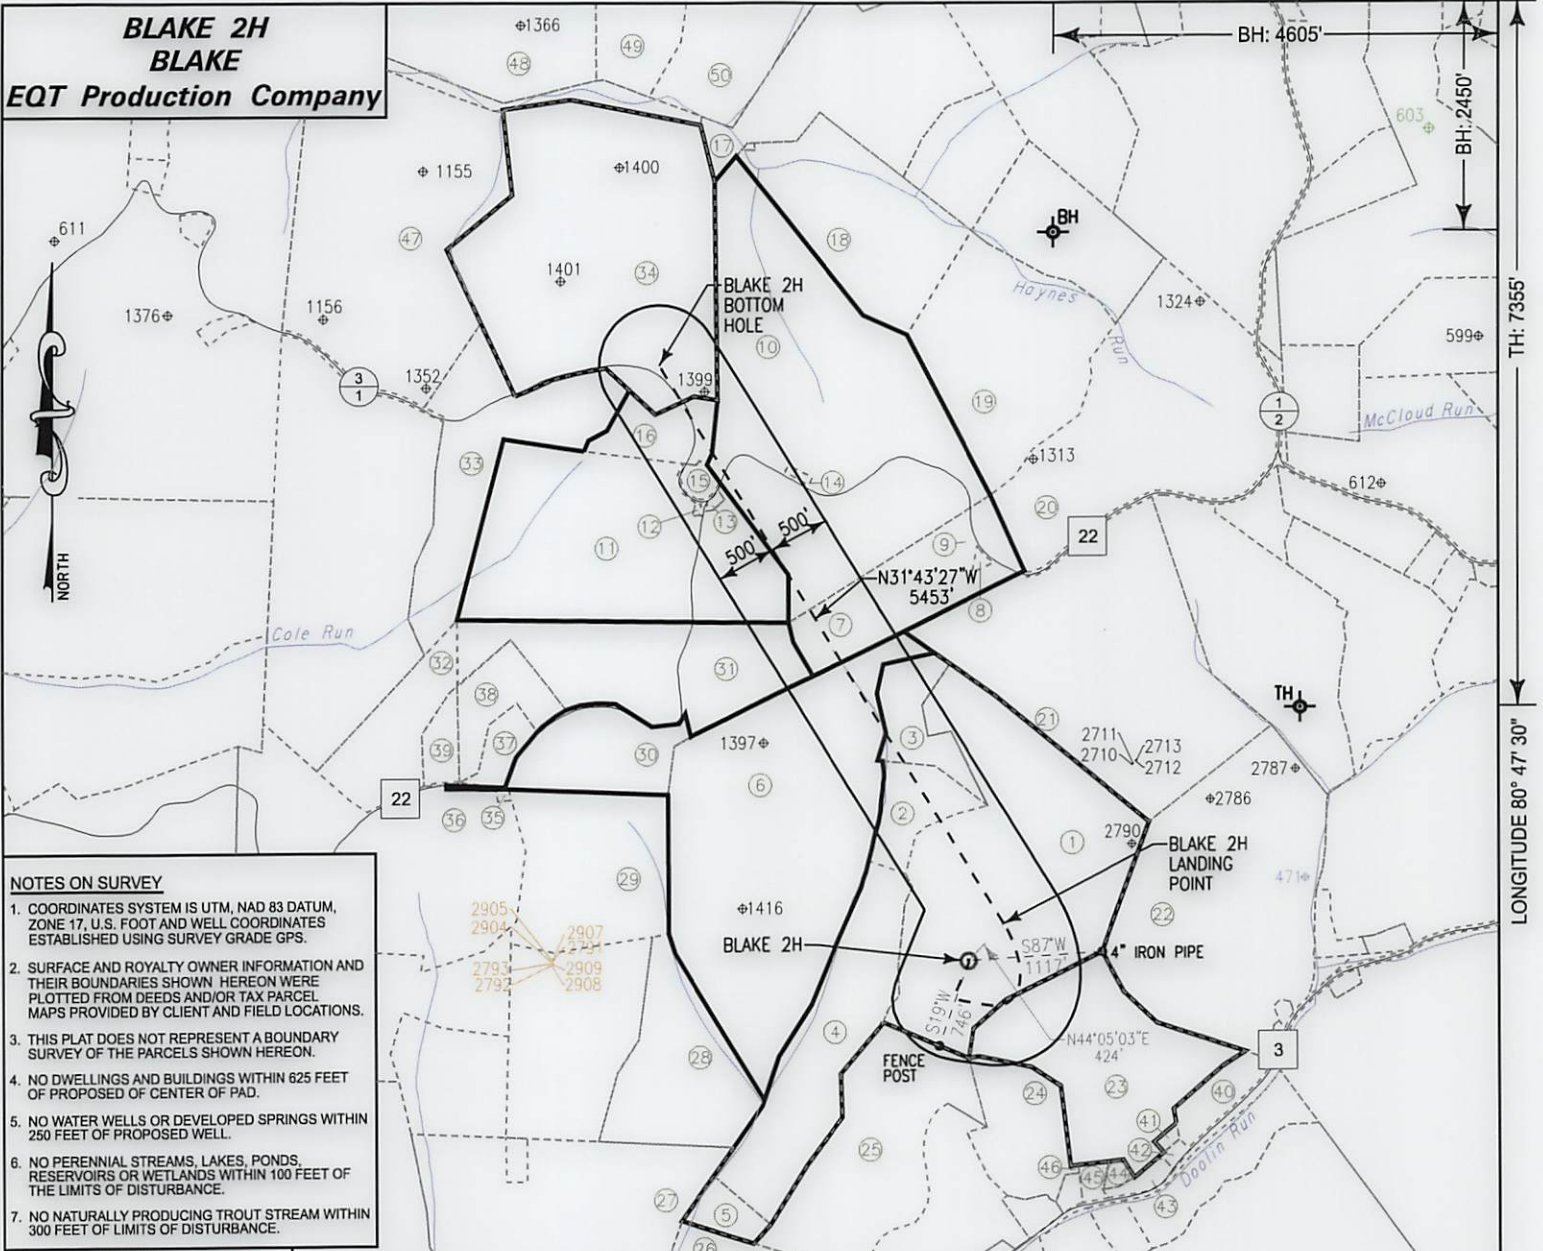 BLAKE 2H
BLAKE
EQT Production Company
BH: 4605'
BH: 2450'
TH: 7355'
LONGITUDE 80° 47' 30"
1366
48
49
50
603
1155
1400
17
BH
611
47
18
1401
34
BLAKE 2H
BOTTOM
HOLE
Haynes
Run
1324
1376
1156
10
599
3
1
1352
1399
19
1
2
McCloud Run
16
33
1313
15
14
612
NORTH
12
13
20
22
11
500'
500'
9
N31°43'27"W
5453'
8
7
Cole Run
32
31
38
TH
21
39
37
30
1397
3
2711
2710
2713
2712
2787
22
6
2786
36
35
2
2790
1
BLAKE 2H
LANDING
POINT
29
471
2905
2904
2907
2791
2793
2792
2909
2908
1416
22
BLAKE 2H
S87°W
1117'
4" IRON PIPE
S19°W
746'
4
N44°05'03"E
424'
3
FENCE
POST
28
24
23
40
41
25
42
46
45
44
43
Doolin Run
27
5
26
NOTES ON SURVEY
1. COORDINATES SYSTEM IS UTM, NAD 83 DATUM,
ZONE 17, U.S. FOOT AND WELL COORDINATES
ESTABLISHED USING SURVEY GRADE GPS.
2. SURFACE AND ROYALTY OWNER INFORMATION AND
THEIR BOUNDARIES SHOWN HEREON WERE
PLOTTED FROM DEEDS AND/OR TAX PARCEL
MAPS PROVIDED BY CLIENT AND FIELD LOCATIONS.
3. THIS PLAT DOES NOT REPRESENT A BOUNDARY
SURVEY OF THE PARCELS SHOWN HEREON.
4. NO DWELLINGS AND BUILDINGS WITHIN 625 FEET
OF PROPOSED OF CENTER OF PAD.
5. NO WATER WELLS OR DEVELOPED SPRINGS WITHIN
250 FEET OF PROPOSED WELL.
6. NO PERENNIAL STREAMS, LAKES, PONDS,
RESERVOIRS OR WETLANDS WITHIN 100 FEET OF
THE LIMITS OF DISTURBANCE.
7. NO NATURALLY PRODUCING TROUT STREAM WITHIN
300 FEET OF LIMITS OF DISTURBANCE.